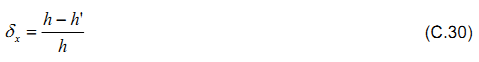 δₓ = (h − h') / h (C.30)